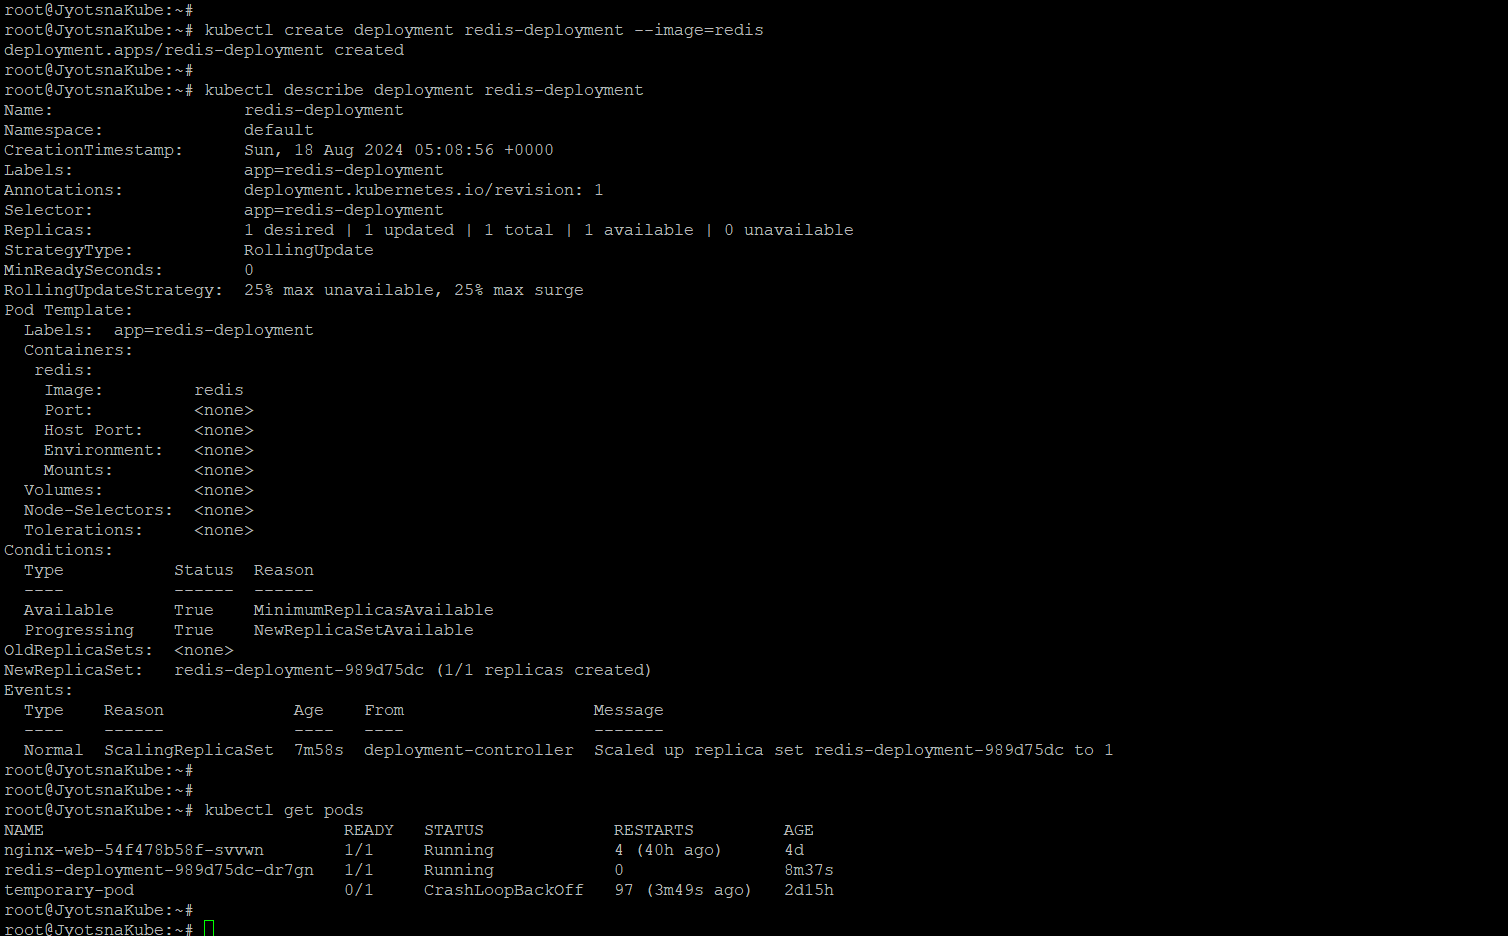 root@JyotsnaKube:~#
root@JyotsnaKube:~# kubectl create deployment redis-deployment --image=redis
deployment.apps/redis-deployment created
root@JyotsnaKube:~#
root@JyotsnaKube:~# kubectl describe deployment redis-deployment
Name:                   redis-deployment
Namespace:              default
CreationTimestamp:      Sun, 18 Aug 2024 05:08:56 +0000
Labels:                 app=redis-deployment
Annotations:            deployment.kubernetes.io/revision: 1
Selector:               app=redis-deployment
Replicas:               1 desired | 1 updated | 1 total | 1 available | 0 unavailable
StrategyType:           RollingUpdate
MinReadySeconds:        0
RollingUpdateStrategy:  25% max unavailable, 25% max surge
Pod Template:
  Labels:  app=redis-deployment
  Containers:
   redis:
    Image:         redis
    Port:          <none>
    Host Port:     <none>
    Environment:   <none>
    Mounts:        <none>
  Volumes:         <none>
  Node-Selectors:  <none>
  Tolerations:     <none>
Conditions:
  Type           Status  Reason
  ----           ------  ------
  Available      True    MinimumReplicasAvailable
  Progressing    True    NewReplicaSetAvailable
OldReplicaSets:  <none>
NewReplicaSet:   redis-deployment-989d75dc (1/1 replicas created)
Events:
  Type    Reason             Age    From                   Message
  ----    ------             ----   ----                   -------
  Normal  ScalingReplicaSet  7m58s  deployment-controller  Scaled up replica set redis-deployment-989d75dc to 1
root@JyotsnaKube:~#
root@JyotsnaKube:~#
root@JyotsnaKube:~# kubectl get pods
NAME                              READY   STATUS             RESTARTS         AGE
nginx-web-54f478b58f-svvwn        1/1     Running            4 (40h ago)      4d
redis-deployment-989d75dc-dr7gn   1/1     Running            0                8m37s
temporary-pod                     0/1     CrashLoopBackOff   97 (3m49s ago)   2d15h
root@JyotsnaKube:~#
root@JyotsnaKube:~#